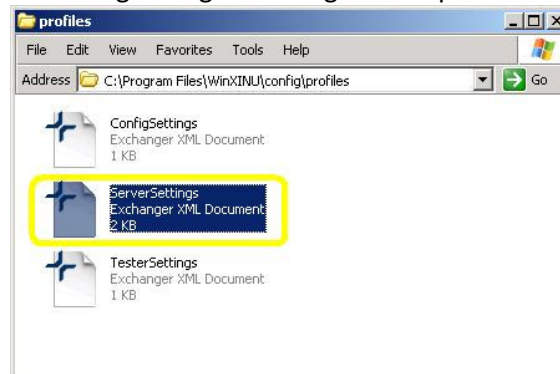 profiles
File Edit View Favorites Tools Help
Address C:\Program Files\WinXINU\config\profiles Go
ConfigSettings
Exchanger XML Document
1 KB
ServerSettings
Exchanger XML Document
2 KB
TesterSettings
Exchanger XML Document
1 KB